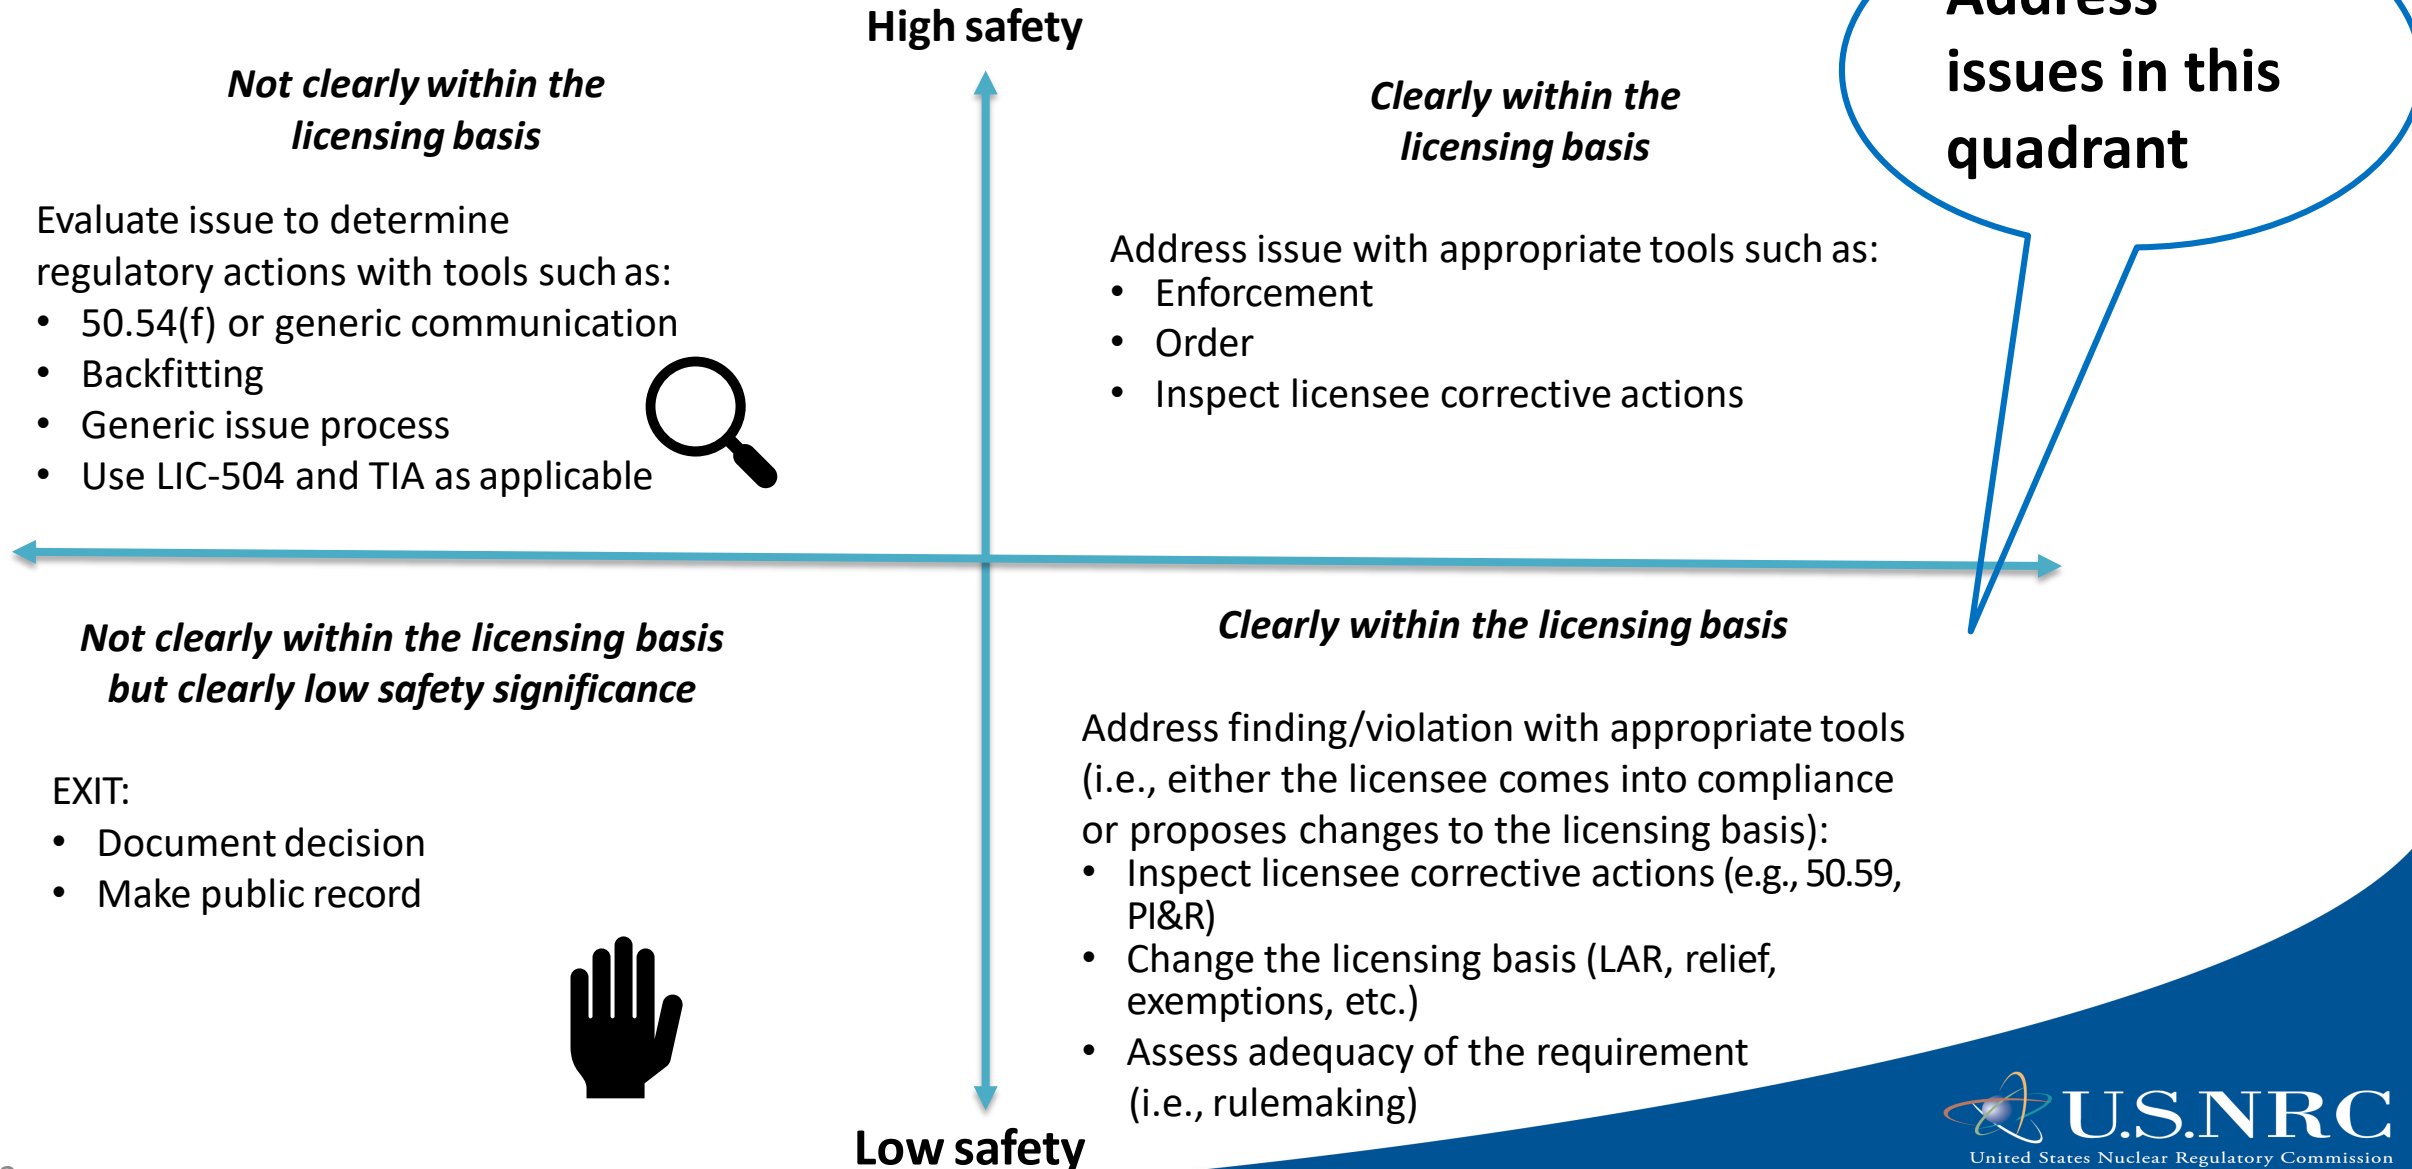 High safety
Not clearly within the
licensing basis
Evaluate issue to determine
regulatory actions with tools such as:
• 50.54(f) or generic communication
• Backfitting
• Generic issue process
• Use LIC-504 and TIA as applicable
Clearly within the
licensing basis
Address issue with appropriate tools such as:
• Enforcement
• Order
• Inspect licensee corrective actions
Address
issues in this
quadrant
Not clearly within the licensing basis
but clearly low safety significance
EXIT:
• Document decision
• Make public record
Clearly within the licensing basis
Address finding/violation with appropriate tools
(i.e., either the licensee comes into compliance
or proposes changes to the licensing basis):
• Inspect licensee corrective actions (e.g., 50.59,
PI&R)
• Change the licensing basis (LAR, relief,
exemptions, etc.)
• Assess adequacy of the requirement
(i.e., rulemaking)
Low safety
U.S.NRC
United States Nuclear Regulatory Commission